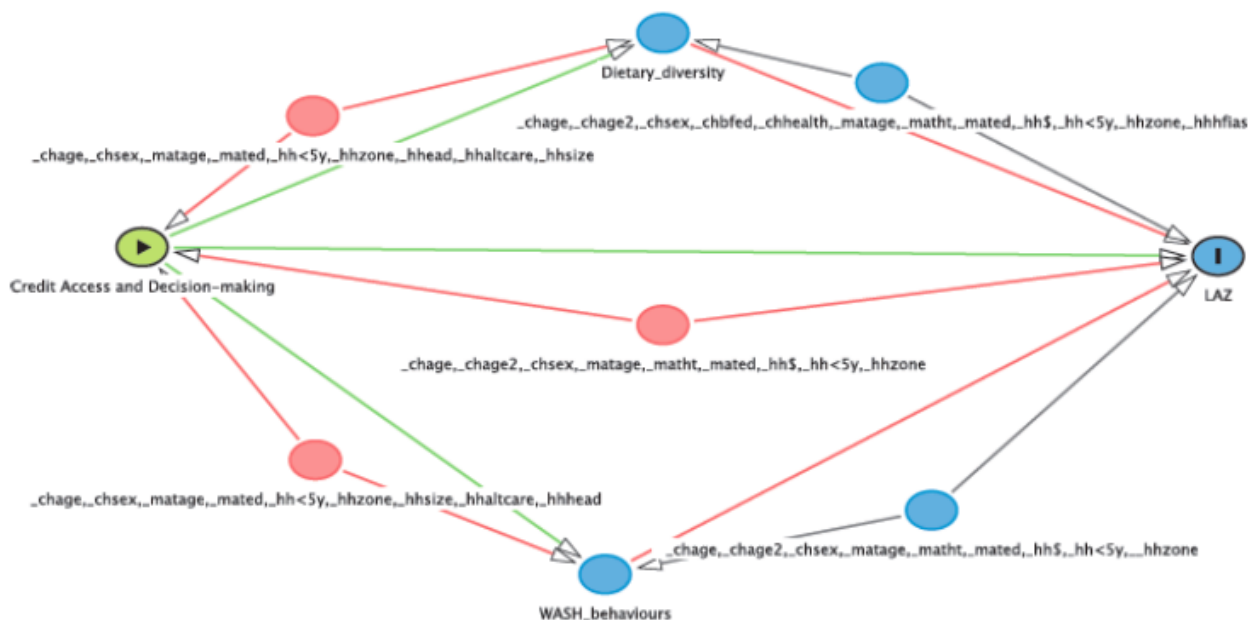 Dietary_diversity
_chage,_chage2,_chsex,_chbfed,_chhealth,_matage,_matht,_mated,_hh$,_hh<5y,_hhzone,_hhhfias
_chage,_chsex,_matage,_mated,_hh<5y,_hhzone,_hhead,_hhaltcare,_hhsize
Credit Access and Decision-making
LAZ
_chage,_chage2,_chsex,_matage,_matht,_mated,_hh$,_hh<5y,_hhzone
_chage,_chsex,_matage,_mated,_hh<5y,_hhzone,_hhsize,_hhaltcare,_hhhead
_chage,_chage2,_chsex,_matage,_matht,_mated,_hh$,_hh<5y,__hhzone
WASH_behaviours